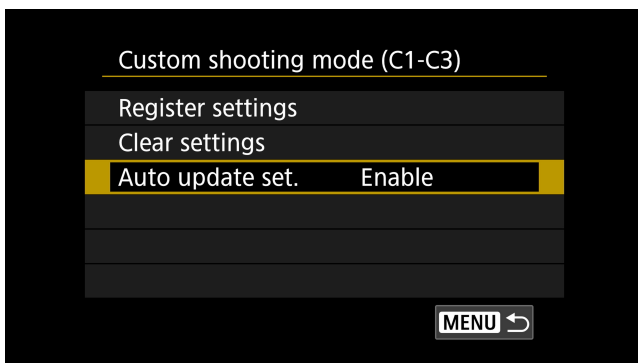 Custom shooting mode (C1-C3)
Register settings
Clear settings
Auto update set. Enable
MENU